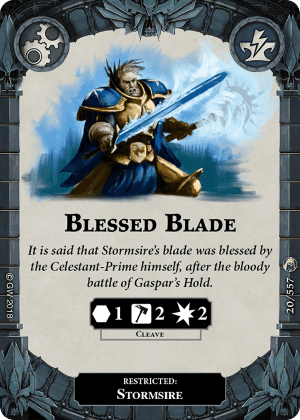 BLESSED BLADE
It is said that Stormsire's blade was blessed by
the Celestant-Prime himself, after the bloody
battle of Gaspar's Hold.
1 2 2
CLEAVE
RESTRICTED:
STORMSIRE
© GW 2018
20/557